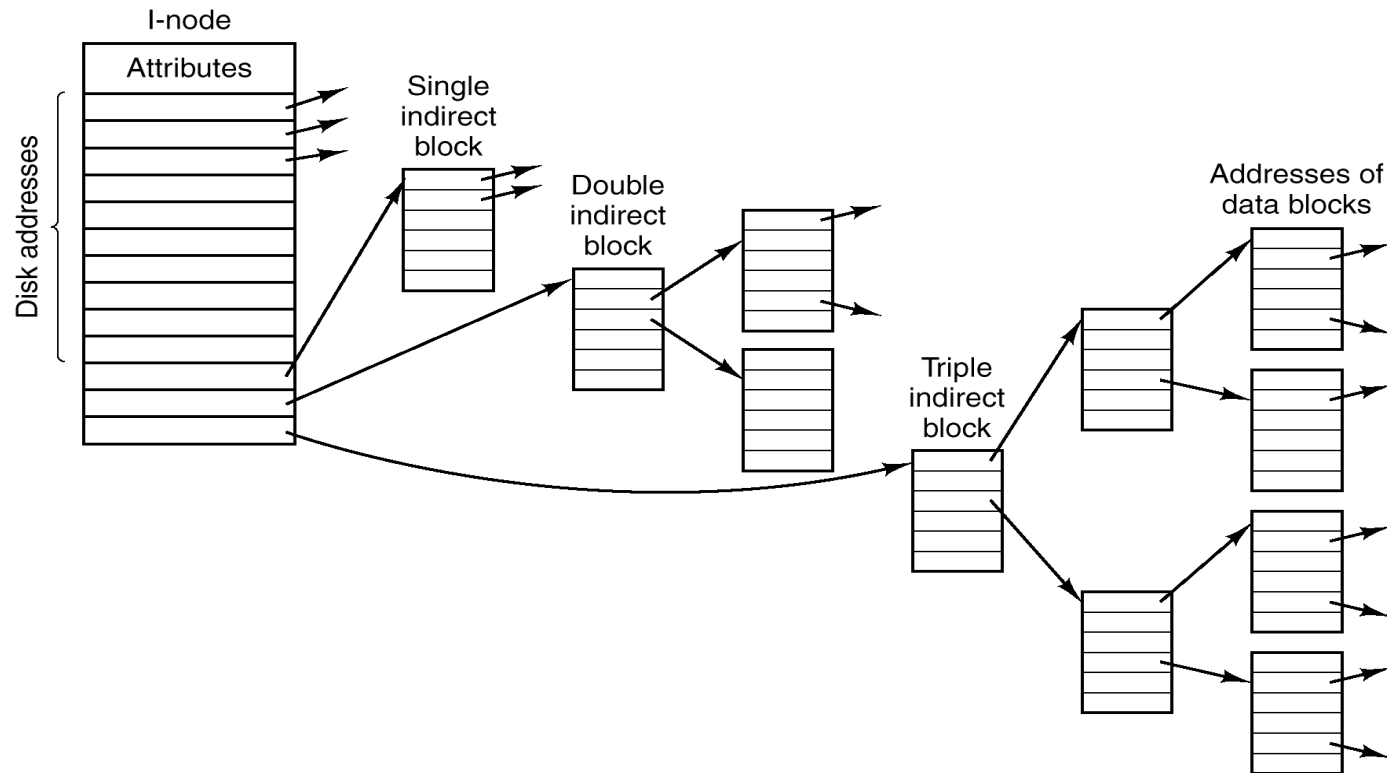 I-node
Attributes
Disk addresses
Single
indirect
block
Double
indirect
block
Triple
indirect
block
Addresses of
data blocks